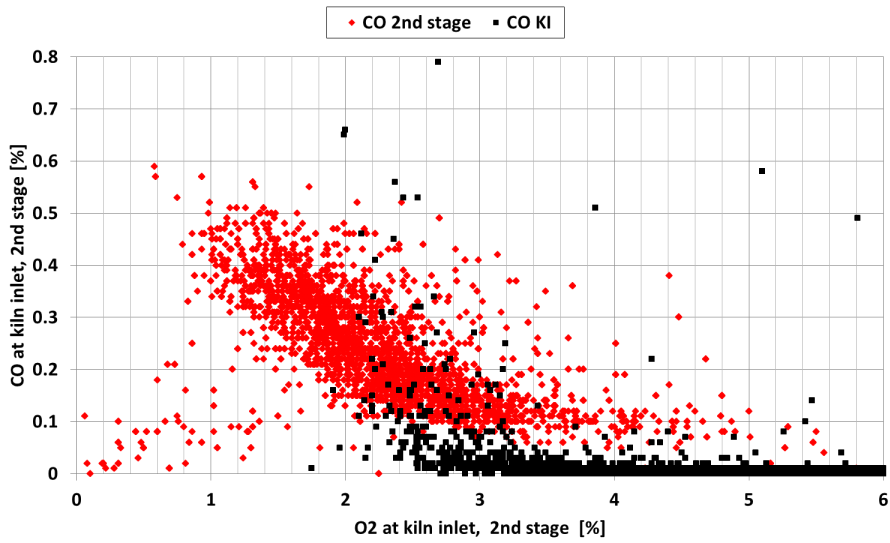 CO 2nd stage CO KI
0.8
0.7
0.6
0.5
0.4
0.3
0.2
0.1
0
CO at kiln inlet, 2nd stage [%]
0 1 2 3 4 5 6
O2 at kiln inlet, 2nd stage [%]